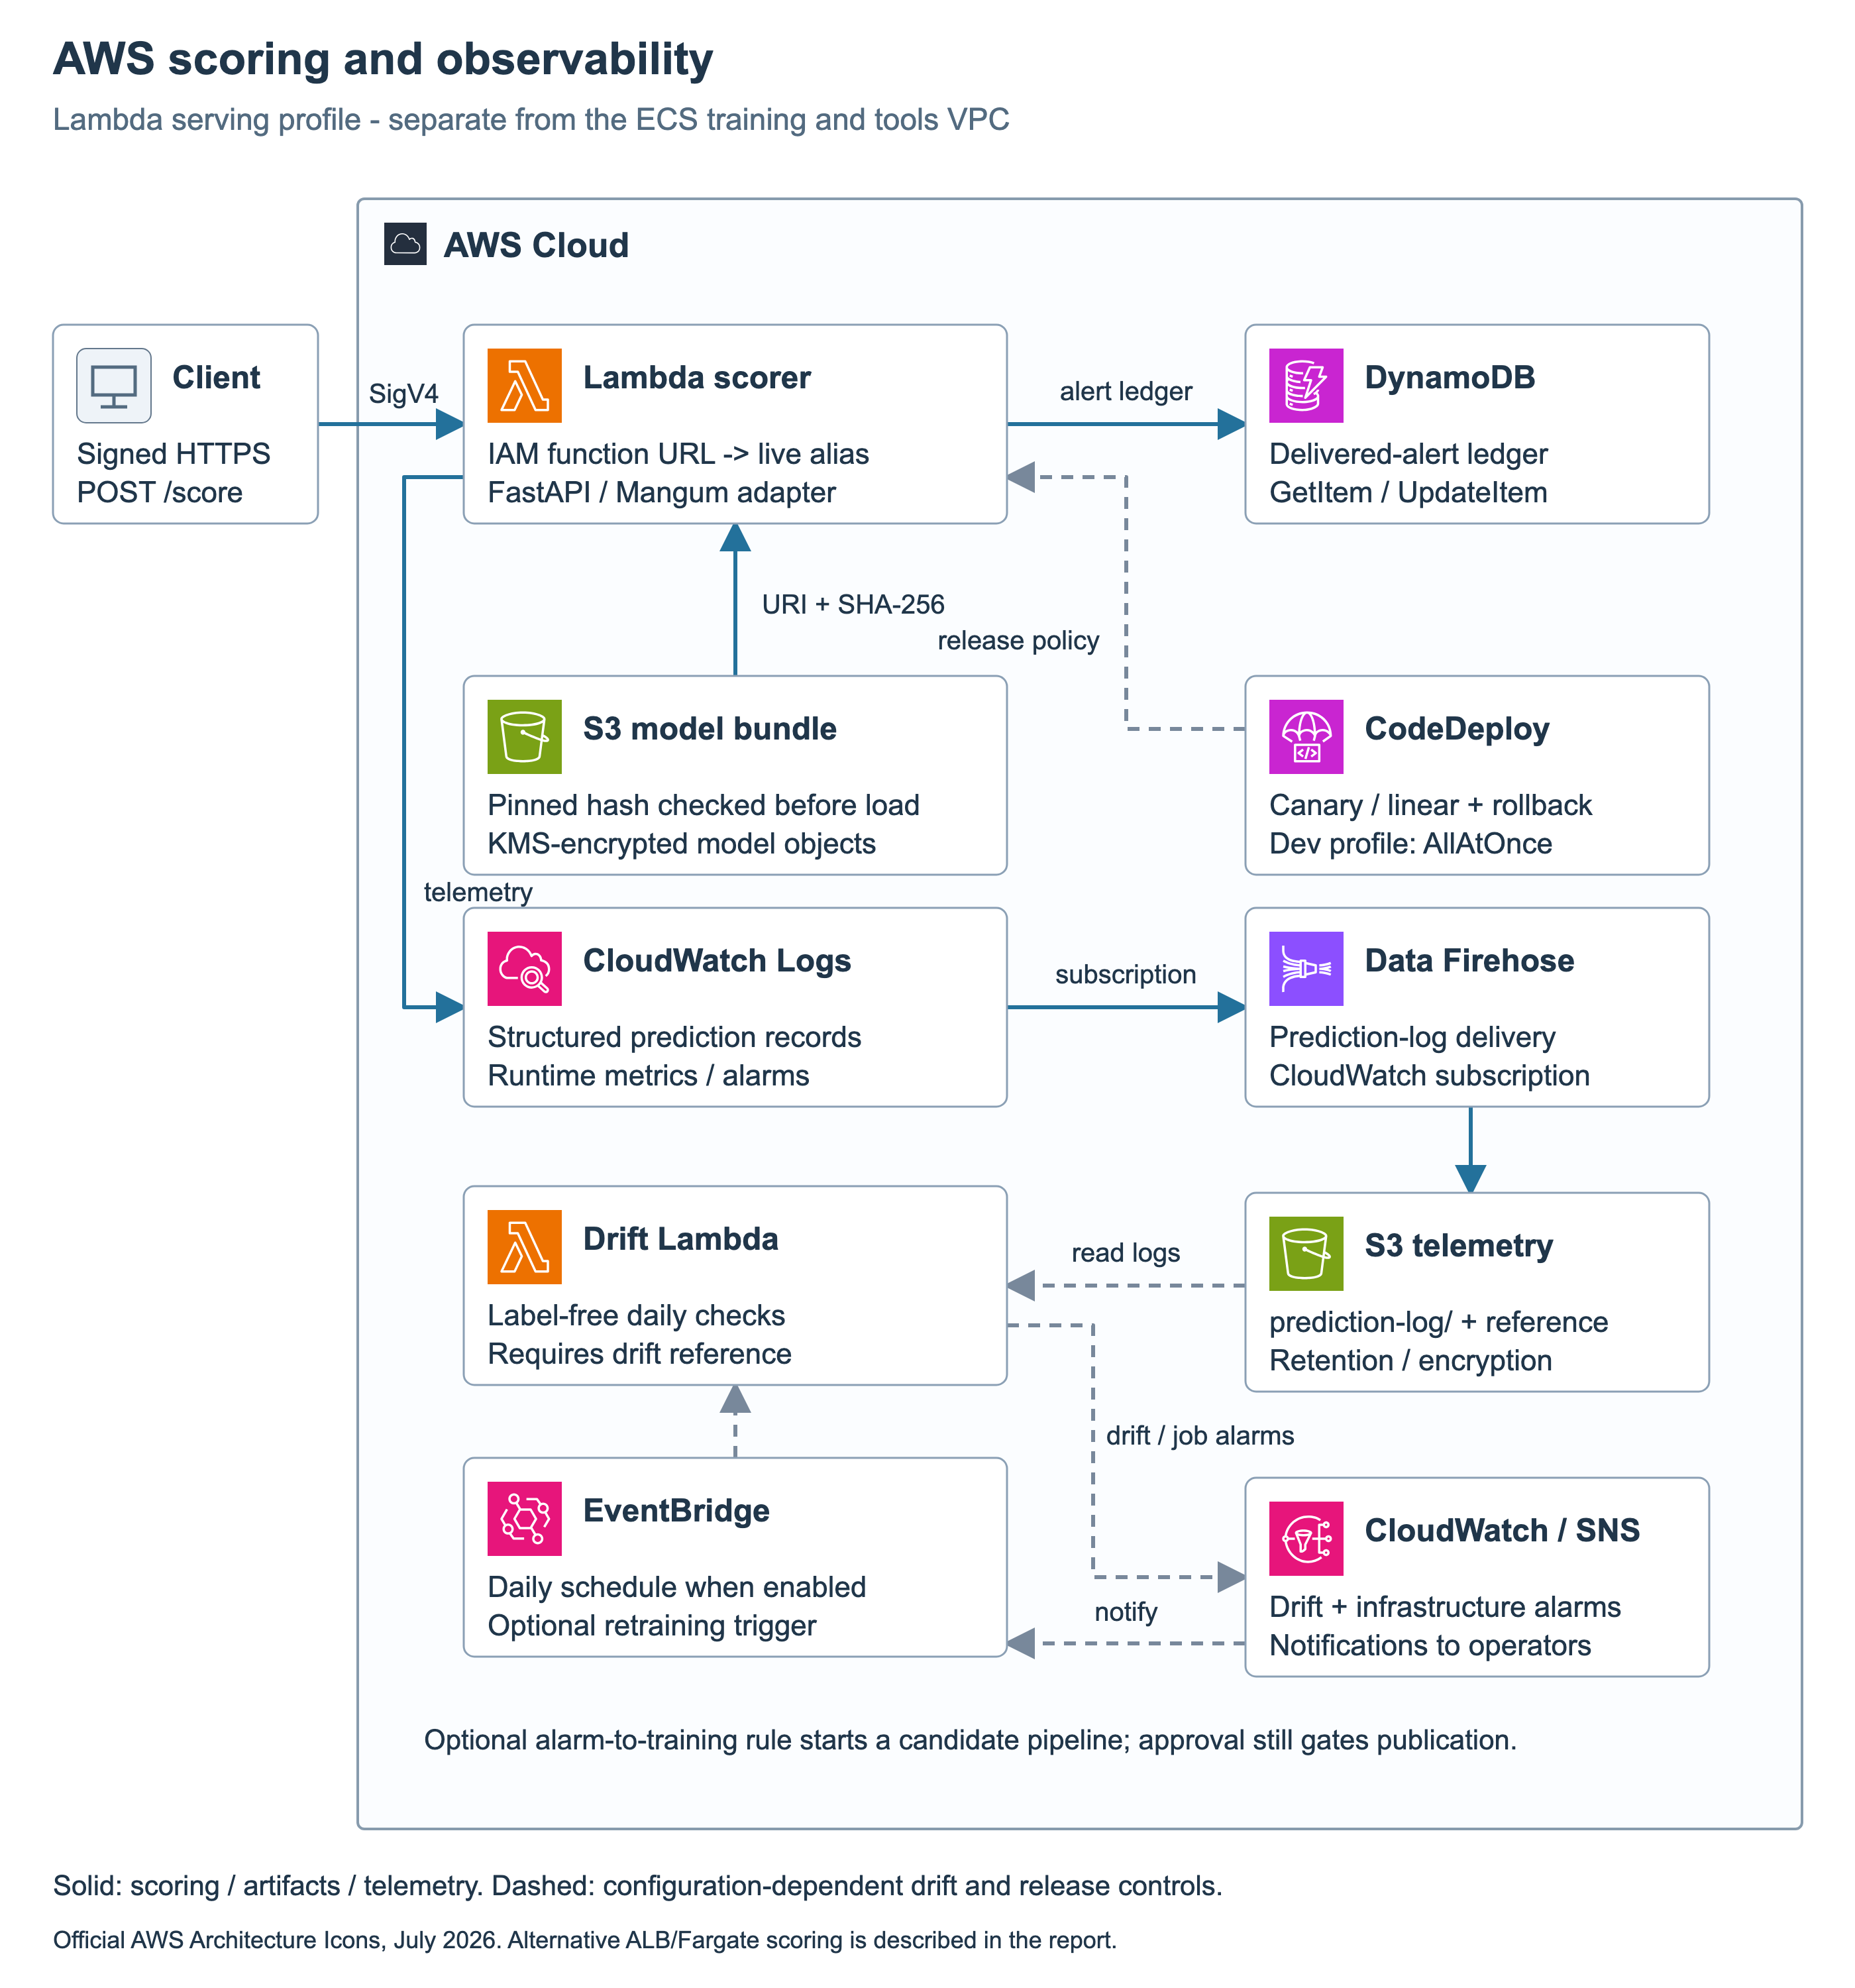 AWS scoring and observability
Lambda serving profile - separate from the ECS training and tools VPC
AWS Cloud
Client
Signed HTTPS
POST /score
SigV4
Lambda scorer
IAM function URL -> live alias
FastAPI / Mangum adapter
alert ledger
DynamoDB
Delivered-alert ledger
GetItem / UpdateItem
URI + SHA-256
release policy
S3 model bundle
Pinned hash checked before load
KMS-encrypted model objects
CodeDeploy
Canary / linear + rollback
Dev profile: AllAtOnce
telemetry
CloudWatch Logs
Structured prediction records
Runtime metrics / alarms
subscription
Data Firehose
Prediction-log delivery
CloudWatch subscription
Drift Lambda
Label-free daily checks
Requires drift reference
read logs
S3 telemetry
prediction-log/ + reference
Retention / encryption
drift / job alarms
EventBridge
Daily schedule when enabled
Optional retraining trigger
notify
CloudWatch / SNS
Drift + infrastructure alarms
Notifications to operators
Optional alarm-to-training rule starts a candidate pipeline; approval still gates publication.
Solid: scoring / artifacts / telemetry. Dashed: configuration-dependent drift and release controls.
Official AWS Architecture Icons, July 2026. Alternative ALB/Fargate scoring is described in the report.